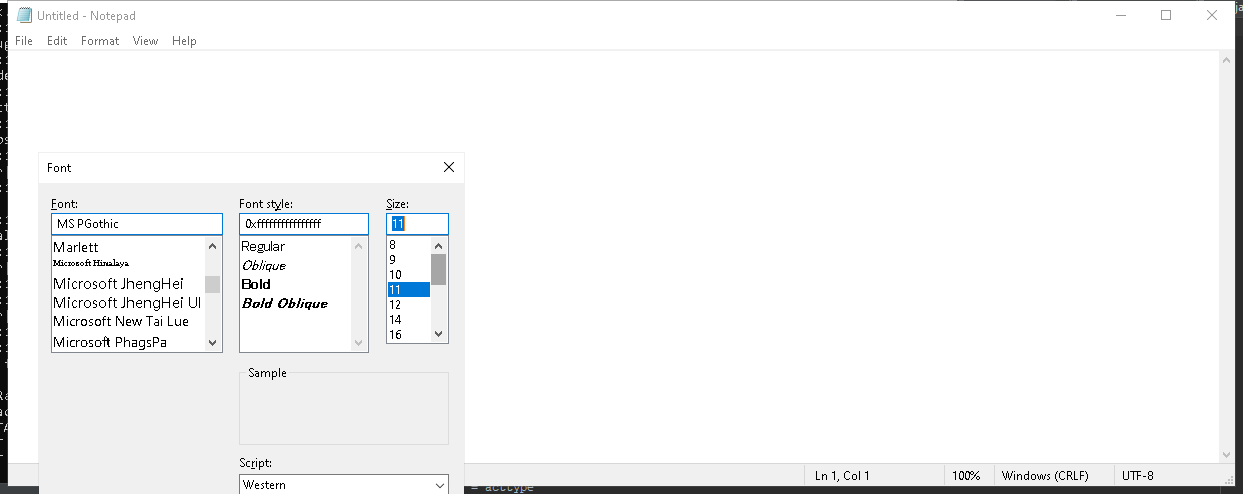 Untitled - Notepad
File Edit Format View Help
Font
Font: Font style: Size:
MS PGothic 0xffffffffffffffff 11
Marlett Regular 8
Microsoft Himalaya Oblique 9
Microsoft JhengHei Bold 10
Microsoft JhengHei UI Bold Oblique 11
Microsoft New Tai Lue 12
Microsoft PhagsPa 14
16
Sample
Script:
Western
Ln 1, Col 1 100% Windows (CRLF) UTF-8
= acctype